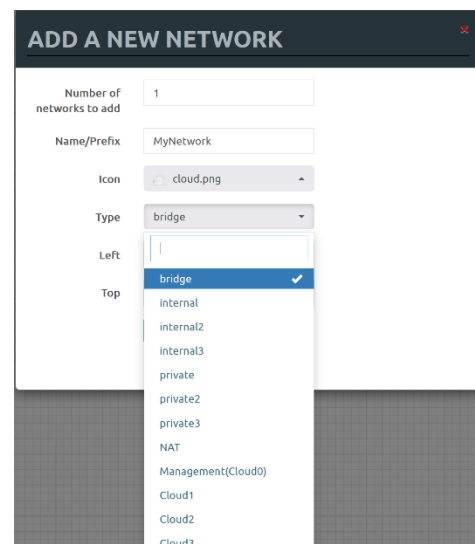 ADD A NEW NETWORK
×
Number of
networks to add
1
Name/Prefix
MyNetwork
Icon
cloud.png
Type
bridge
Left
Top
bridge
internal
internal2
internal3
private
private2
private3
NAT
Management(Cloud0)
Cloud1
Cloud2
Cloud3